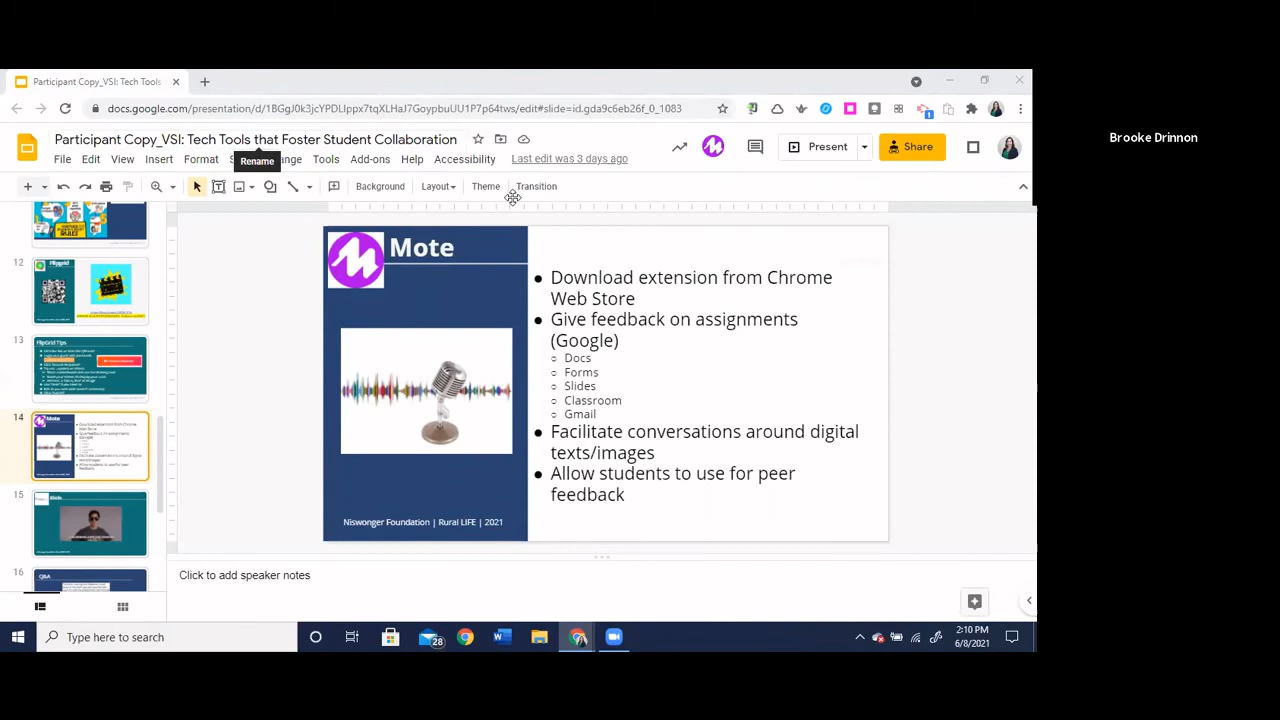 Participant Copy_VSI: Tech Tools
docs.google.com/presentation/d/1BGgJ0k3jcYPDLIppx7tqXLHaJ7GoypbuUU1P7p64tws/edit#slide=id.gda9c6eb26f_0_1083
Brooke Drinnon
Participant Copy_VSI: Tech Tools that Foster Student Collaboration
Rename
File Edit View Insert Format Tools Add-ons Help Accessibility Last edit was 3 days ago
Present
Share
Background Layout Theme Transition
12
Flipgrid
13
FlipGrid Tips
14
Mote
15
16
Q&A
Mote
● Download extension from Chrome
Web Store
● Give feedback on assignments
(Google)
○ Docs
○ Forms
○ Slides
○ Classroom
○ Gmail
● Facilitate conversations around digital
texts/images
● Allow students to use for peer
feedback
Niswonger Foundation | Rural LIFE | 2021
Click to add speaker notes
Type here to search
28
2:10 PM
6/8/2021